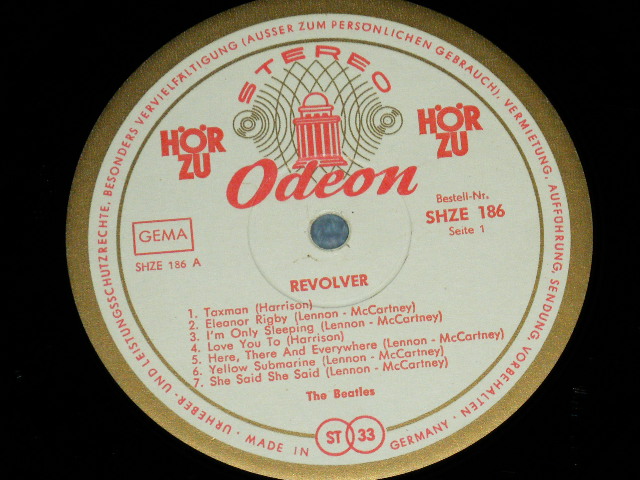 URHEBER- UND LEISTUNGSSCHUTZRECHTE, BESONDERS VERVIELFÄLTIGUNG (AUSSER ZUM PERSÖNLICHEN GEBRAUCH), VERMIETUNG, AUFFÜHRUNG, SENDUNG VORBEHALTEN ·
STEREO
HÖR ZU
HÖR ZU
Odeon
GEMA
SHZE 186 A
Bestell-Nr.
SHZE 186
Seite 1
REVOLVER
1. Taxman (Harrison)
2. Eleanor Rigby (Lennon - McCartney)
3. I'm Only Sleeping (Lennon - McCartney)
4. Love You To (Harrison)
5. Here, There And Everywhere (Lennon - McCartney)
6. Yellow Submarine (Lennon - McCartney)
7. She Said She Said (Lennon - McCartney)
The Beatles
MADE IN
ST 33
GERMANY ·